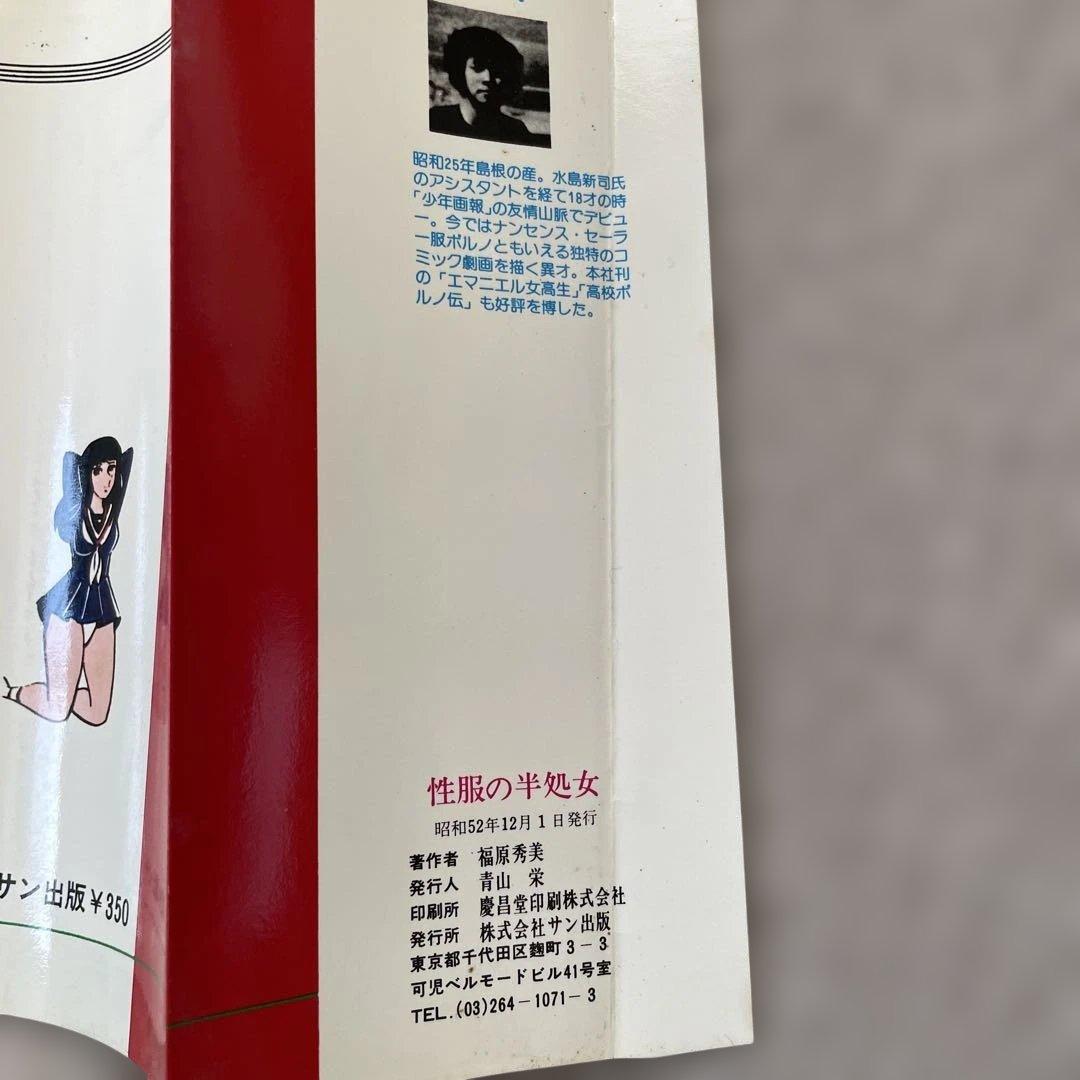 昭和25年島根の産。水島新司氏
のアシスタントを経て18才の時
「少年画報」の友情山脈でデビュ
ー。今ではナンセンス・セーラ
ー服ポルノともいえる独特のコ
ミック劇画を描く異才。本社刊
の「エマニエル女高生」「高校ポ
ルノ伝」も好評を博した。
性服の半処女
昭和52年12月1日発行
著作者 福原秀美
発行人 青山 栄
印刷所 慶昌堂印刷株式会社
発行所 株式会社サン出版
東京都千代田区麴町3-3
可児ベルモードビル41号室
TEL.(03)264-1071-3
サン出版¥350